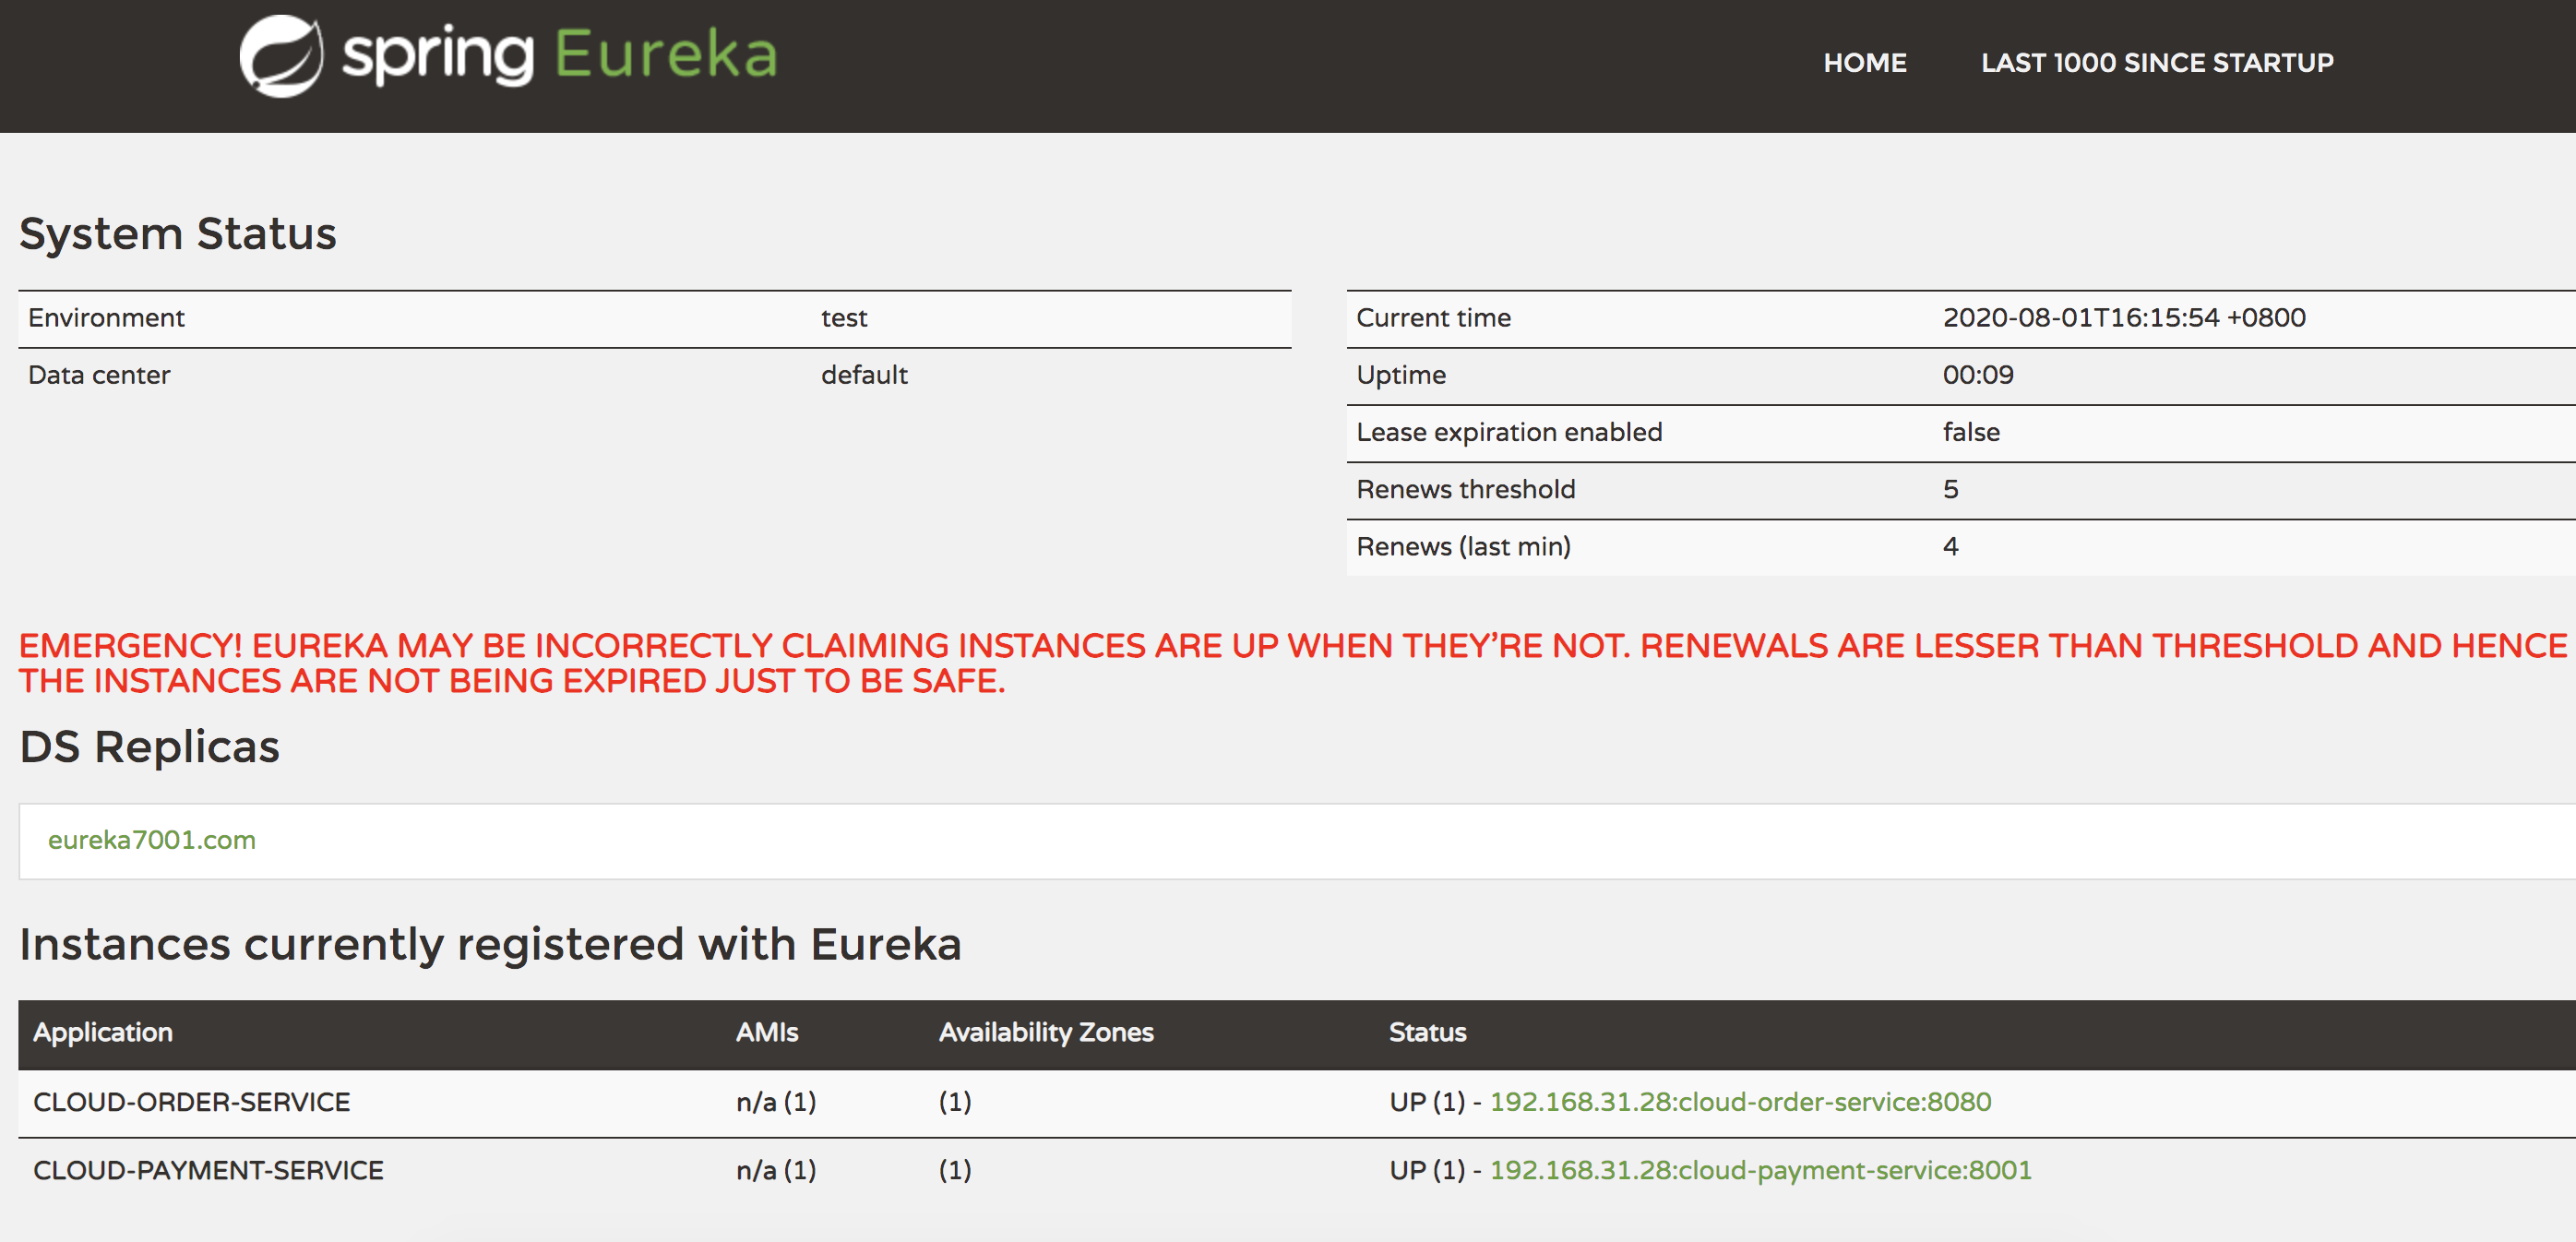 spring Eureka
HOME LAST 1000 SINCE STARTUP
System Status
Environment test
Data center default
Current time 2020-08-01T16:15:54 +0800
Uptime 00:09
Lease expiration enabled false
Renews threshold 5
Renews (last min) 4
EMERGENCY! EUREKA MAY BE INCORRECTLY CLAIMING INSTANCES ARE UP WHEN THEY’RE NOT. RENEWALS ARE LESSER THAN THRESHOLD AND HENCE
THE INSTANCES ARE NOT BEING EXPIRED JUST TO BE SAFE.
DS Replicas
eureka7001.com
Instances currently registered with Eureka
Application AMIs Availability Zones Status
CLOUD-ORDER-SERVICE n/a (1) (1) UP (1) - 192.168.31.28:cloud-order-service:8080
CLOUD-PAYMENT-SERVICE n/a (1) (1) UP (1) - 192.168.31.28:cloud-payment-service:8001